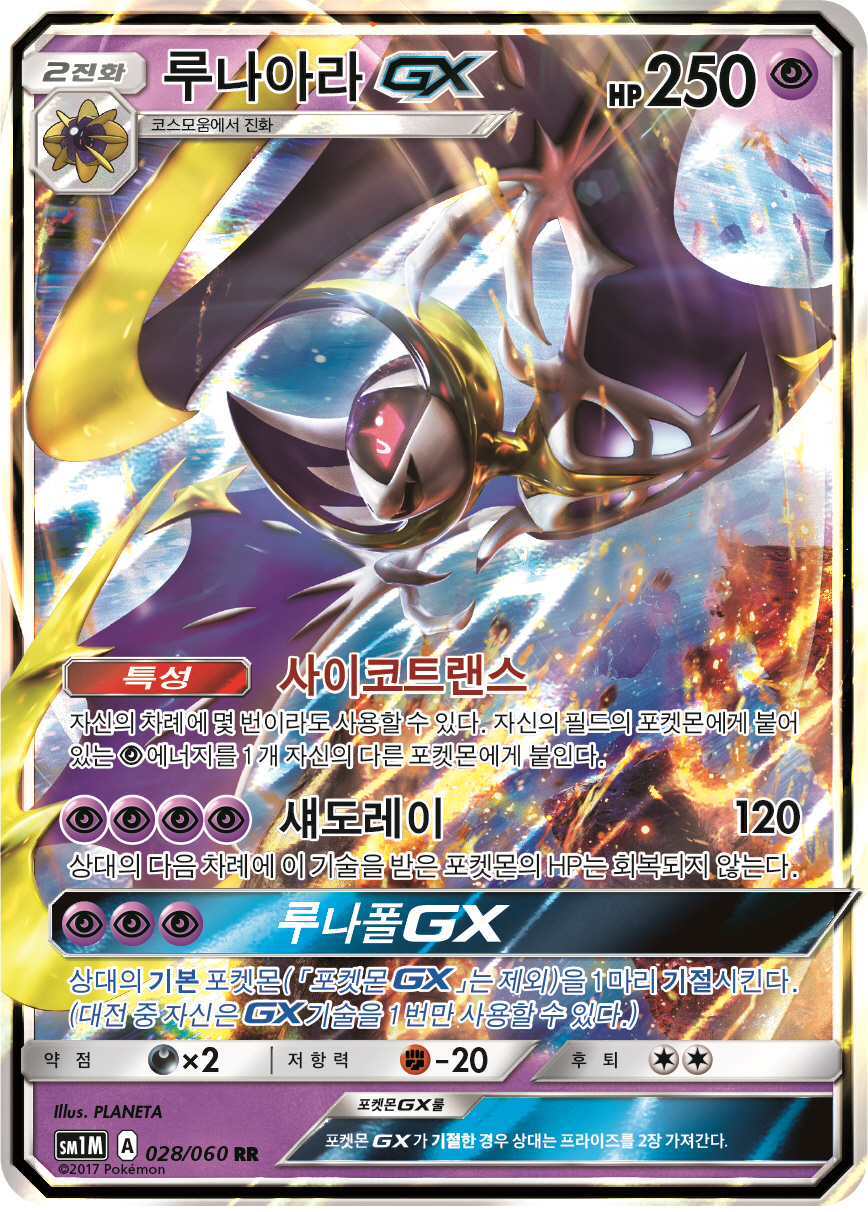 2진화 루나아라 GX HP 250
코스모움에서 진화
특성 사이코트랜스
자신의 차례에 몇 번이라도 사용할 수 있다. 자신의 필드의 포켓몬에게 붙어
있는 에너지를 1개 자신의 다른 포켓몬에게 붙인다.
섀도레이 120
상대의 다음 차례에 이 기술을 받은 포켓몬의 HP는 회복되지 않는다.
루나폴GX
상대의 기본 포켓몬(「포켓몬GX」는 제외)을 1마리 기절시킨다.
(대전 중 자신은 GX기술을 1번만 사용할 수 있다.)
약점 ×2 저항력 -20 후퇴
Illus. PLANETA 포켓몬GX룰
포켓몬GX가 기절한 경우 상대는 프라이즈를 2장 가져간다.
SM1M A 028/060 RR
©2017 Pokémon